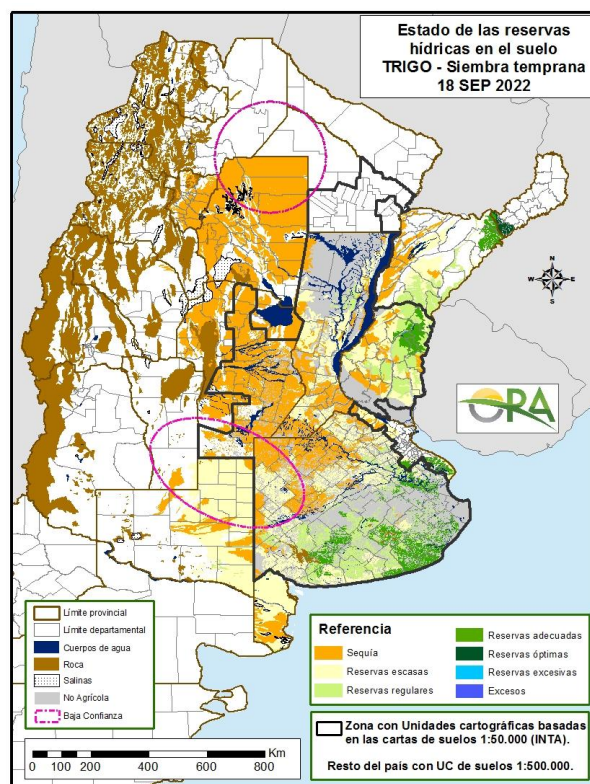 Estado de las reservas
hídricas en el suelo
TRIGO - Siembra temprana
18 SEP 2022
N
W E
S
ORA
Límite provincial
Límite departamental
Cuerpos de agua
Roca
Salinas
No Agrícola
Baja Confianza
0 100 200 400 600 800
Km
Referencia
Sequía
Reservas escasas
Reservas regulares
Reservas adecuadas
Reservas óptimas
Reservas excesivas
Excesos
Zona con Unidades cartográficas basadas
en las cartas de suelos 1:50.000 (INTA).
Resto del país con UC de suelos 1:500.000.